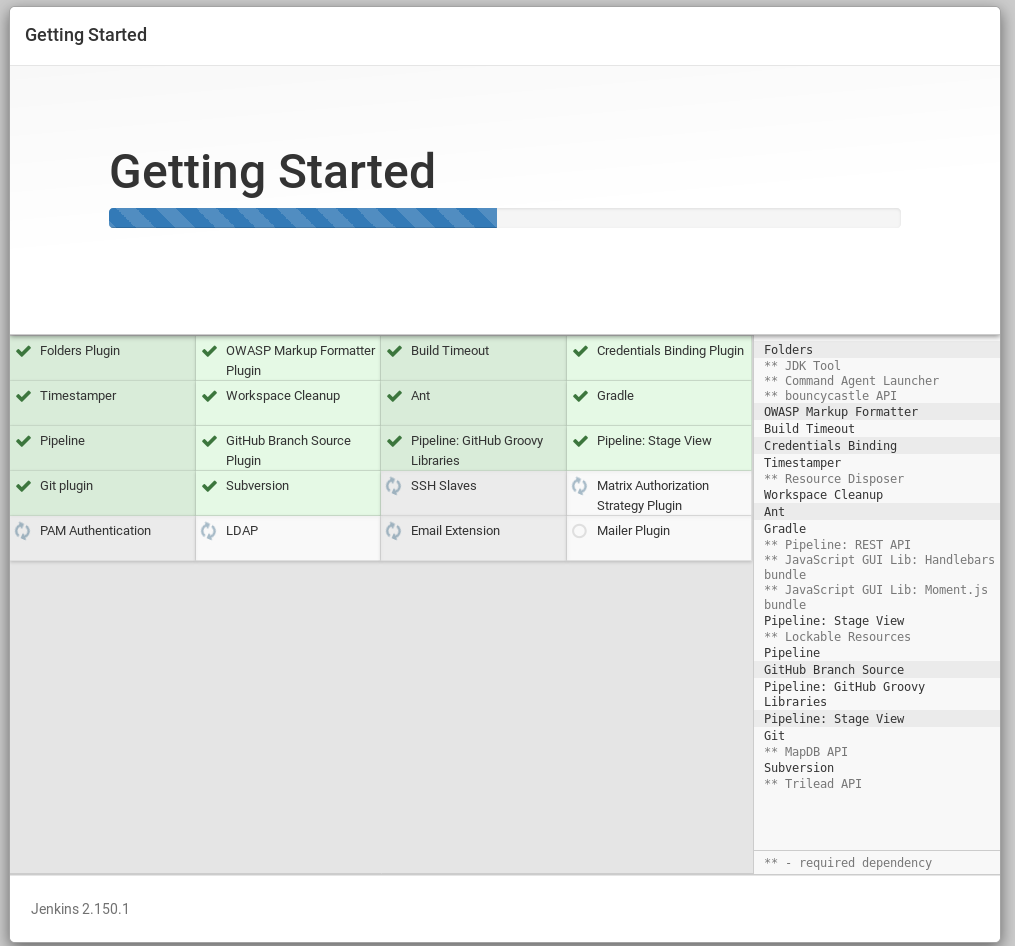 Getting Started
Getting Started
Folders Plugin
OWASP Markup Formatter
Plugin
Build Timeout
Credentials Binding Plugin
Timestamper
Workspace Cleanup
Ant
Gradle
Pipeline
GitHub Branch Source
Plugin
Pipeline: GitHub Groovy
Libraries
Pipeline: Stage View
Git plugin
Subversion
SSH Slaves
Matrix Authorization
Strategy Plugin
PAM Authentication
LDAP
Email Extension
Mailer Plugin
Folders
** JDK Tool
** Command Agent Launcher
** bouncycastle API
OWASP Markup Formatter
Build Timeout
Credentials Binding
Timestamper
** Resource Disposer
Workspace Cleanup
Ant
Gradle
** Pipeline: REST API
** JavaScript GUI Lib: Handlebars
bundle
** JavaScript GUI Lib: Moment.js
bundle
Pipeline: Stage View
** Lockable Resources
Pipeline
GitHub Branch Source
Pipeline: GitHub Groovy
Libraries
Pipeline: Stage View
Git
** MapDB API
Subversion
** Trilead API
** - required dependency
Jenkins 2.150.1